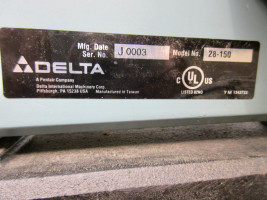 Mfg. Date
Ser. No. J 0003
Model No. 28-150
DELTA
A Pentair Company
C UL US
LISTED
Delta International Machinery Corp.
Pittsburgh, PA 15238 USA
Manufactured in Taiwan